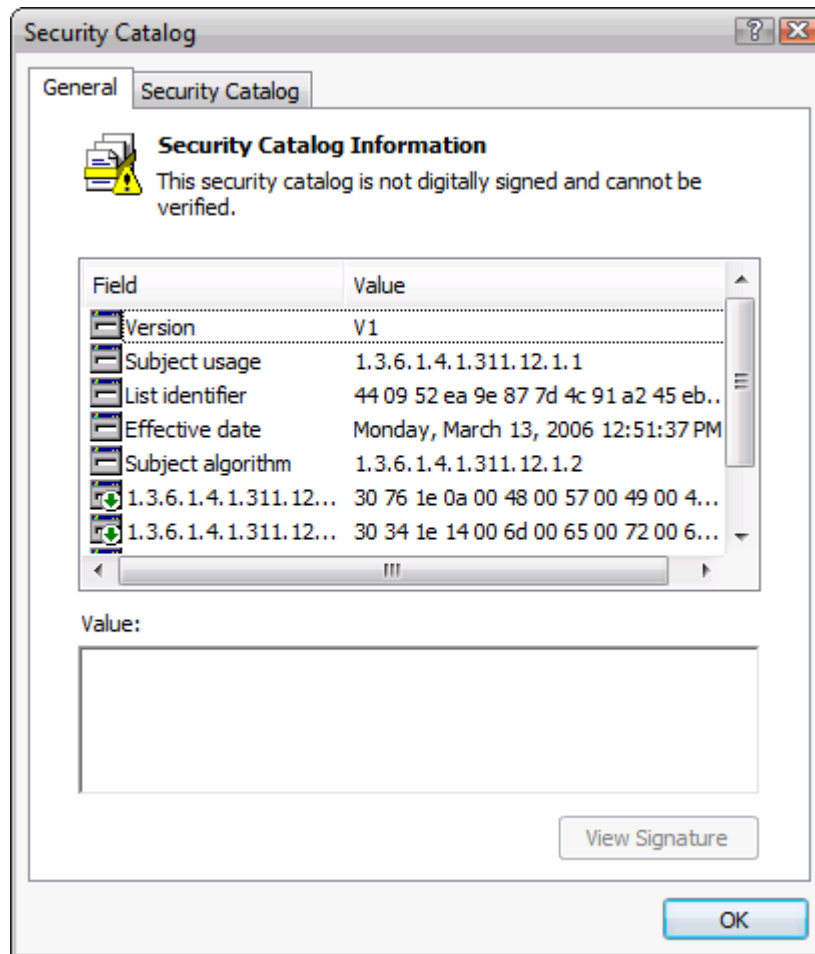 Security Catalog
General Security Catalog
Security Catalog Information
This security catalog is not digitally signed and cannot be
verified.
Field Value
Version V1
Subject usage 1.3.6.1.4.1.311.12.1.1
List identifier 44 09 52 ea 9e 87 7d 4c 91 a2 45 eb...
Effective date Monday, March 13, 2006 12:51:37 PM
Subject algorithm 1.3.6.1.4.1.311.12.1.2
1.3.6.1.4.1.311.12... 30 76 1e 0a 00 48 00 57 00 49 00 4...
1.3.6.1.4.1.311.12... 30 34 1e 14 00 6d 00 65 00 72 00 6...
Value:
View Signature
OK